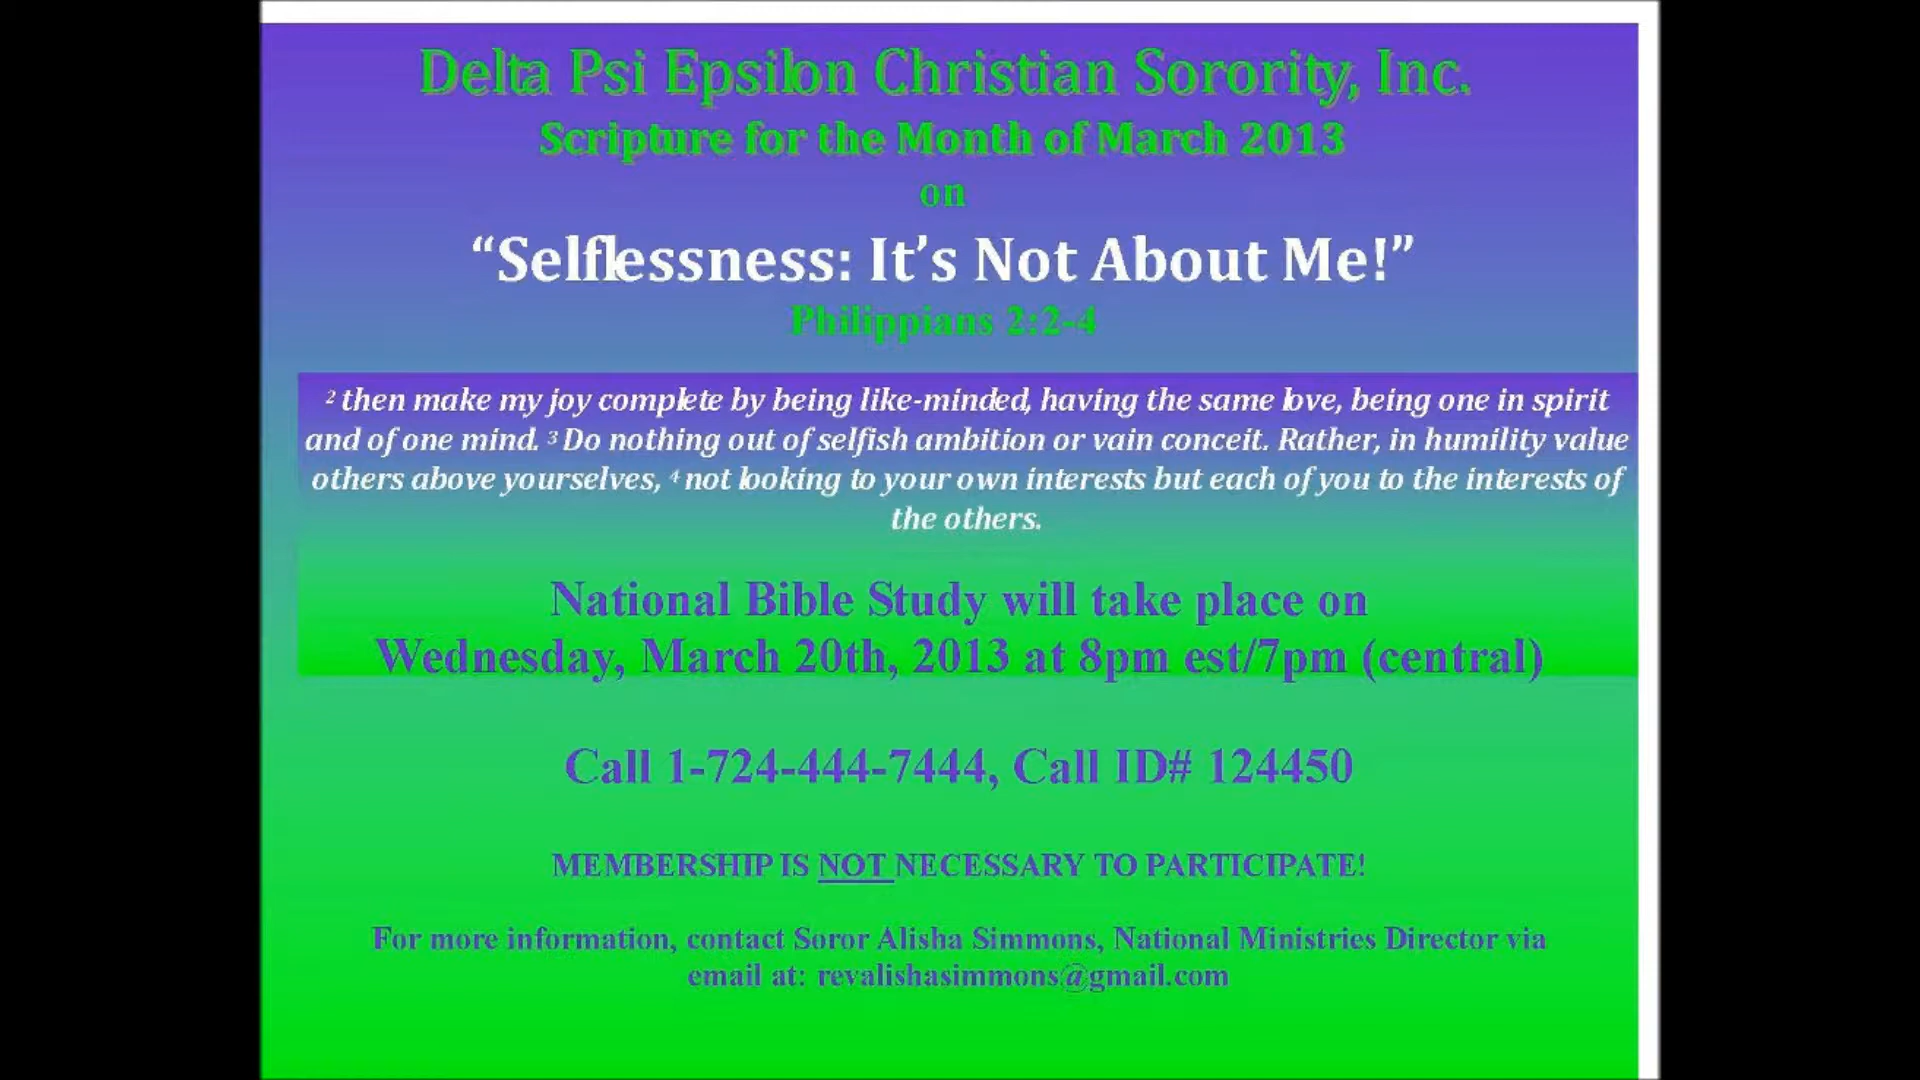 Delta Psi Epsilon Christian Sorority, Inc.
Scripture for the Month of March 2013
on
“Selflessness: It’s Not About Me!”
Philippians 2:2-4
2 then make my joy complete by being like-minded, having the same love, being one in spirit
and of one mind. 3 Do nothing out of selfish ambition or vain conceit. Rather, in humility value
others above yourselves, 4 not looking to your own interests but each of you to the interests of
the others.
National Bible Study will take place on
Wednesday, March 20th, 2013 at 8pm est/7pm (central)
Call 1-724-444-7444, Call ID# 124450
MEMBERSHIP IS NOT NECESSARY TO PARTICIPATE!
For more information, contact Soror Alisha Simmons, National Ministries Director via
email at: revalishasimmons@gmail.com